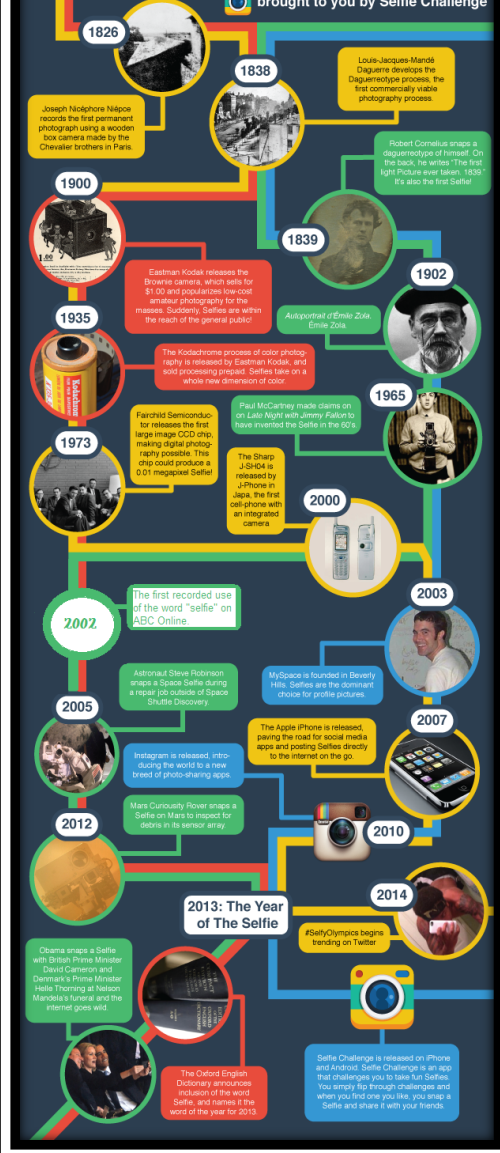 brought to you by Selfie Challenge
1826
1838
Louis-Jacques-Mandé
Daguerre develops the
Daguerreotype process, the
first commercially viable
photography process.
Joseph Nicéphore Niépce
records the first permanent
photograph using a wooden
box camera made by the
Chevalier brothers in Paris.
Robert Cornelius snaps a
daguerreotype of himself. On
the back, he writes "The first
light Picture ever taken. 1839."
It's also the first Selfie!
1900
1.00
1839
1902
Eastman Kodak releases the
Brownie camera, which sells for
$1.00 and popularizes low-cost
amateur photography for the
masses. Suddenly, Selfies are within
the reach of the general public!
Autoportrait d'Émile Zola.
Émile Zola.
1935
Kodachrome
The Kodachrome process of color photog-
raphy is released by Eastman Kodak, and
sold processing prepaid. Selfies take on a
whole new dimension of color.
1965
Paul McCartney made claims on
on Late Night with Jimmy Fallon to
have invented the Selfie in the 60's.
Fairchild Semiconduc-
tor releases the first
large image CCD chip,
making digital photog-
raphy possible. This
chip could produce a
0.01 megapixel Selfie!
1973
The Sharp
J-SH04 is
released by
J-Phone in
Japa, the first
cell-phone with
an integrated
camera
2000
2002
The first recorded use
of the word "selfie" on
ABC Online.
2003
MySpace is founded in Beverly
Hills. Selfies are the dominant
choice for profile pictures.
Astronaut Steve Robinson
snaps a Space Selfie during
a repair job outside of Space
Shuttle Discovery.
2005
2007
The Apple iPhone is released,
paving the road for social media
apps and posting Selfies directly
to the internet on the go.
Instagram is released, intro-
ducing the world to a new
breed of photo-sharing apps.
Mars Curiosity Rover snaps a
Selfie on Mars to inspect for
debris in its sensor array.
2012
2010
2014
2013: The Year
of The Selfie
#SelfyOlympics begins
trending on Twitter
Obama snaps a Selfie
with British Prime Minister
David Cameron and
Denmark's Prime Minister
Helle Thorning at Nelson
Mandela's funeral and the
internet goes wild.
The Oxford English
Dictionary announces
inclusion of the word
Selfie, and names it the
word of the year for 2013.
Selfie Challenge is released on iPhone
and Android. Selfie Challenge is an app
that challenges you to take fun Selfies.
You simply flip through challenges and
when you find one you like, you snap a
Selfie and share it with your friends.